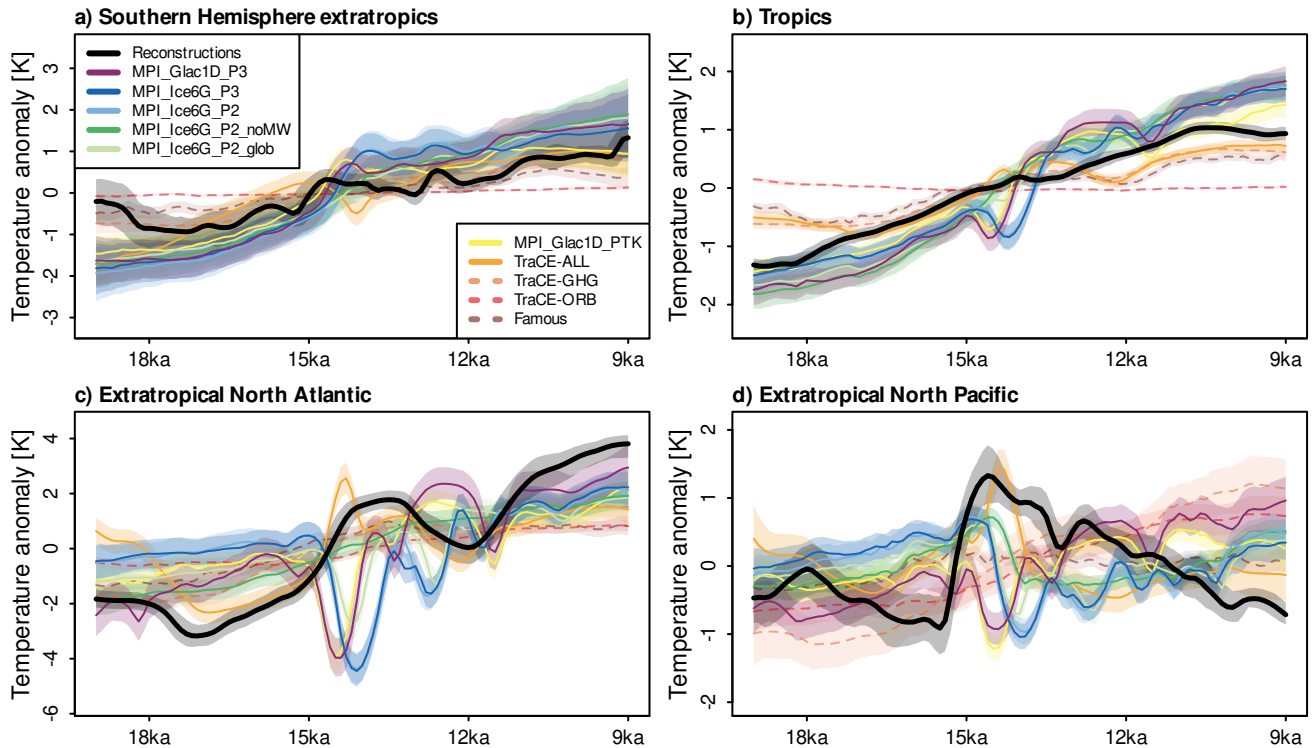 a) Southern Hemisphere extratropics
Temperature anomaly [K]
3
2
1
0
-1
-2
-3
Reconstructions
MPI_Glac1D_P3
MPI_Ice6G_P3
MPI_Ice6G_P2
MPI_Ice6G_P2_noMW
MPI_Ice6G_P2_glob
MPI_Glac1D_PTK
TraCE-ALL
TraCE-GHG
TraCE-ORB
Famous
18ka 15ka 12ka 9ka
b) Tropics
Temperature anomaly [K]
2
1
0
-1
-2
18ka 15ka 12ka 9ka
c) Extratropical North Atlantic
Temperature anomaly [K]
4
2
0
-2
-4
-6
18ka 15ka 12ka 9ka
d) Extratropical North Pacific
Temperature anomaly [K]
2
1
0
-1
-2
18ka 15ka 12ka 9ka